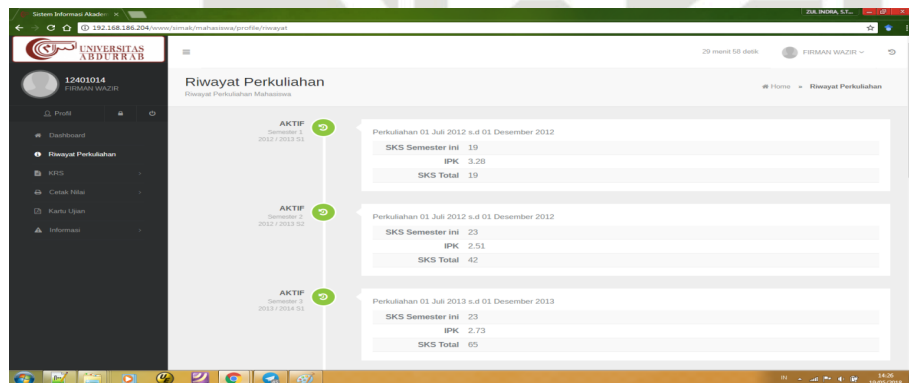 Sistem Informasi Akadem
ZUL INDRA, S.T...
192.168.186.204/www/simak/mahasiswa/profile/riwayat
UNIVERSITAS
ABDURRAB
29 menit 58 detik
FIRMAN WAZIR
12401014
FIRMAN WAZIR
Riwayat Perkuliahan
Riwayat Perkuliahan Mahasiswa
Home
Riwayat Perkuliahan
Profil
Dashboard
Riwayat Perkuliahan
KRS
Cetak Nilai
Kartu Ujian
Informasi
AKTIF
Semester 1
2012 / 2013 S1
Perkuliahan 01 Juli 2012 s.d 01 Desember 2012
SKS Semester ini 19
IPK 3.28
SKS Total 19
AKTIF
Semester 2
2012 / 2013 S2
Perkuliahan 01 Juli 2012 s.d 01 Desember 2012
SKS Semester ini 23
IPK 2.51
SKS Total 42
AKTIF
Semester 3
2013 / 2014 S1
Perkuliahan 01 Juli 2013 s.d 01 Desember 2013
SKS Semester ini 23
IPK 2.73
SKS Total 65
14:26